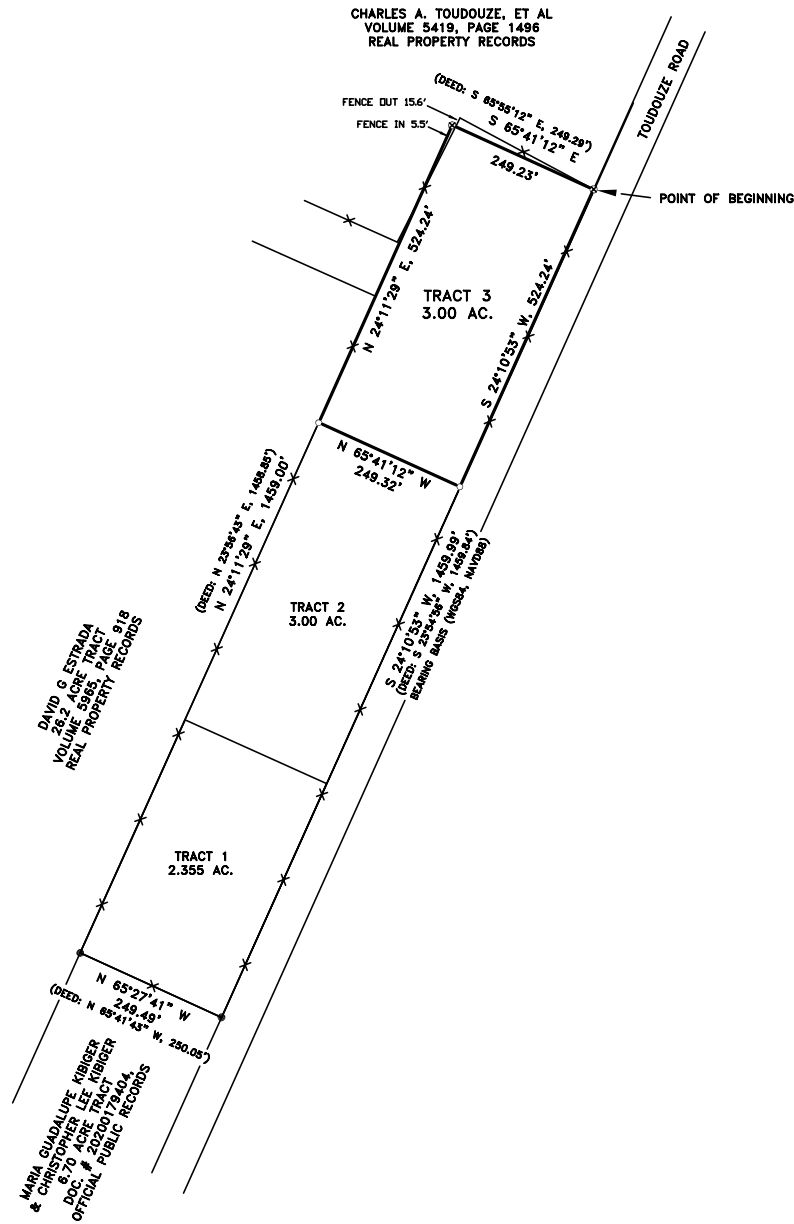 CHARLES A. TOUDOUZE, ET AL
VOLUME 5419, PAGE 1496
REAL PROPERTY RECORDS
TOUDOUZE ROAD
(DEED: S 65°55'12" E, 249.29')
S 65°41'12" E
249.23'
FENCE OUT 15.6'
FENCE IN 5.5'
POINT OF BEGINNING
N 24°11'29" E, 524.24'
TRACT 3
3.00 AC.
S 24°10'53" W, 524.24'
N 65°41'12" W
249.32'
(DEED: N 23°56'43" E, 1458.85')
N 24°11'29" E, 1459.00'
TRACT 2
3.00 AC.
S 24°10'53" W, 1459.99'
(DEED: S 23°54'56" W, 1459.84')
BEARING BASIS (WGS84, NAVD88)
DAVID G ESTRADA
26.2 ACRE TRACT
VOLUME 5965, PAGE 918
REAL PROPERTY RECORDS
TRACT 1
2.355 AC.
N 65°27'41" W
249.49'
(DEED: N 65°41'43" W, 250.05')
MARIA GUADALUPE KIBIGER
& CHRISTOPHER LEE KIBIGER
6.70 ACRE TRACT
DOC. # 20200179404,
OFFICIAL PUBLIC RECORDS